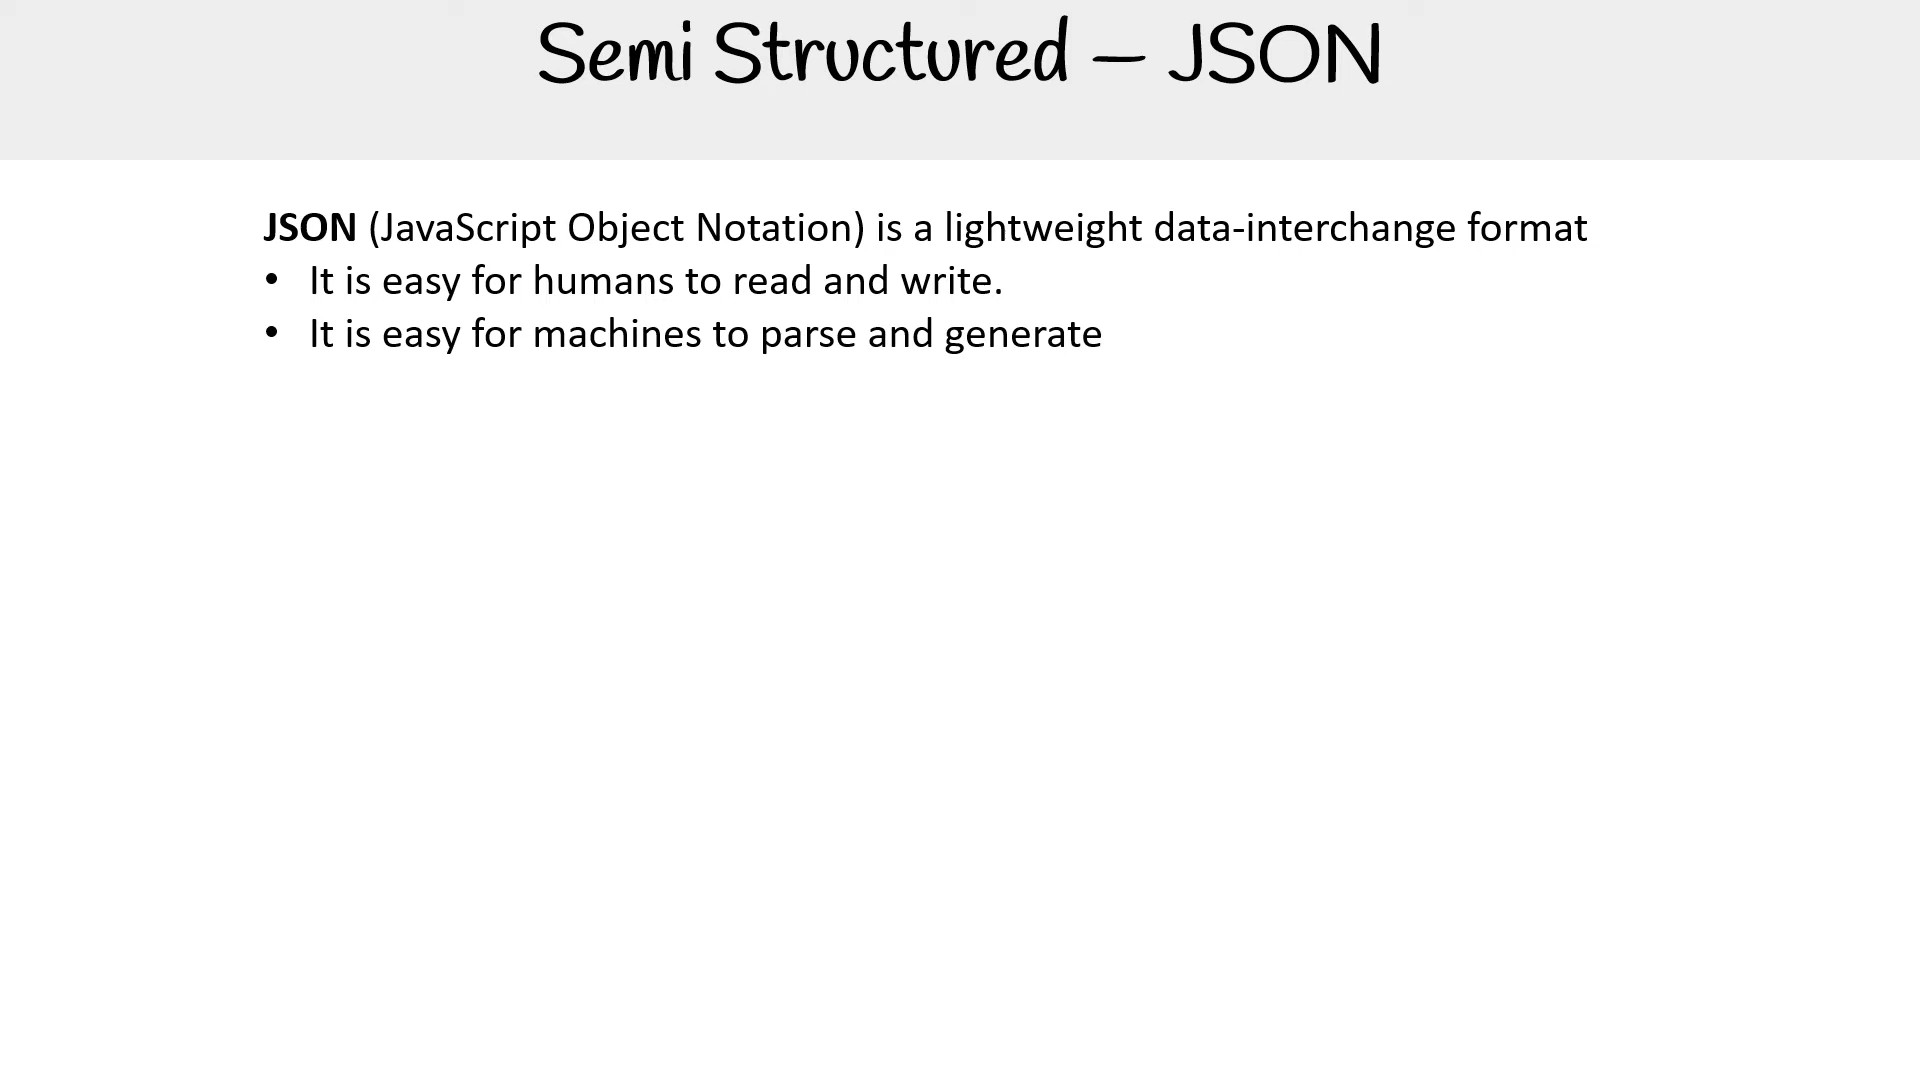 Semi Structured – JSON
JSON (JavaScript Object Notation) is a lightweight data-interchange format
• It is easy for humans to read and write.
• It is easy for machines to parse and generate